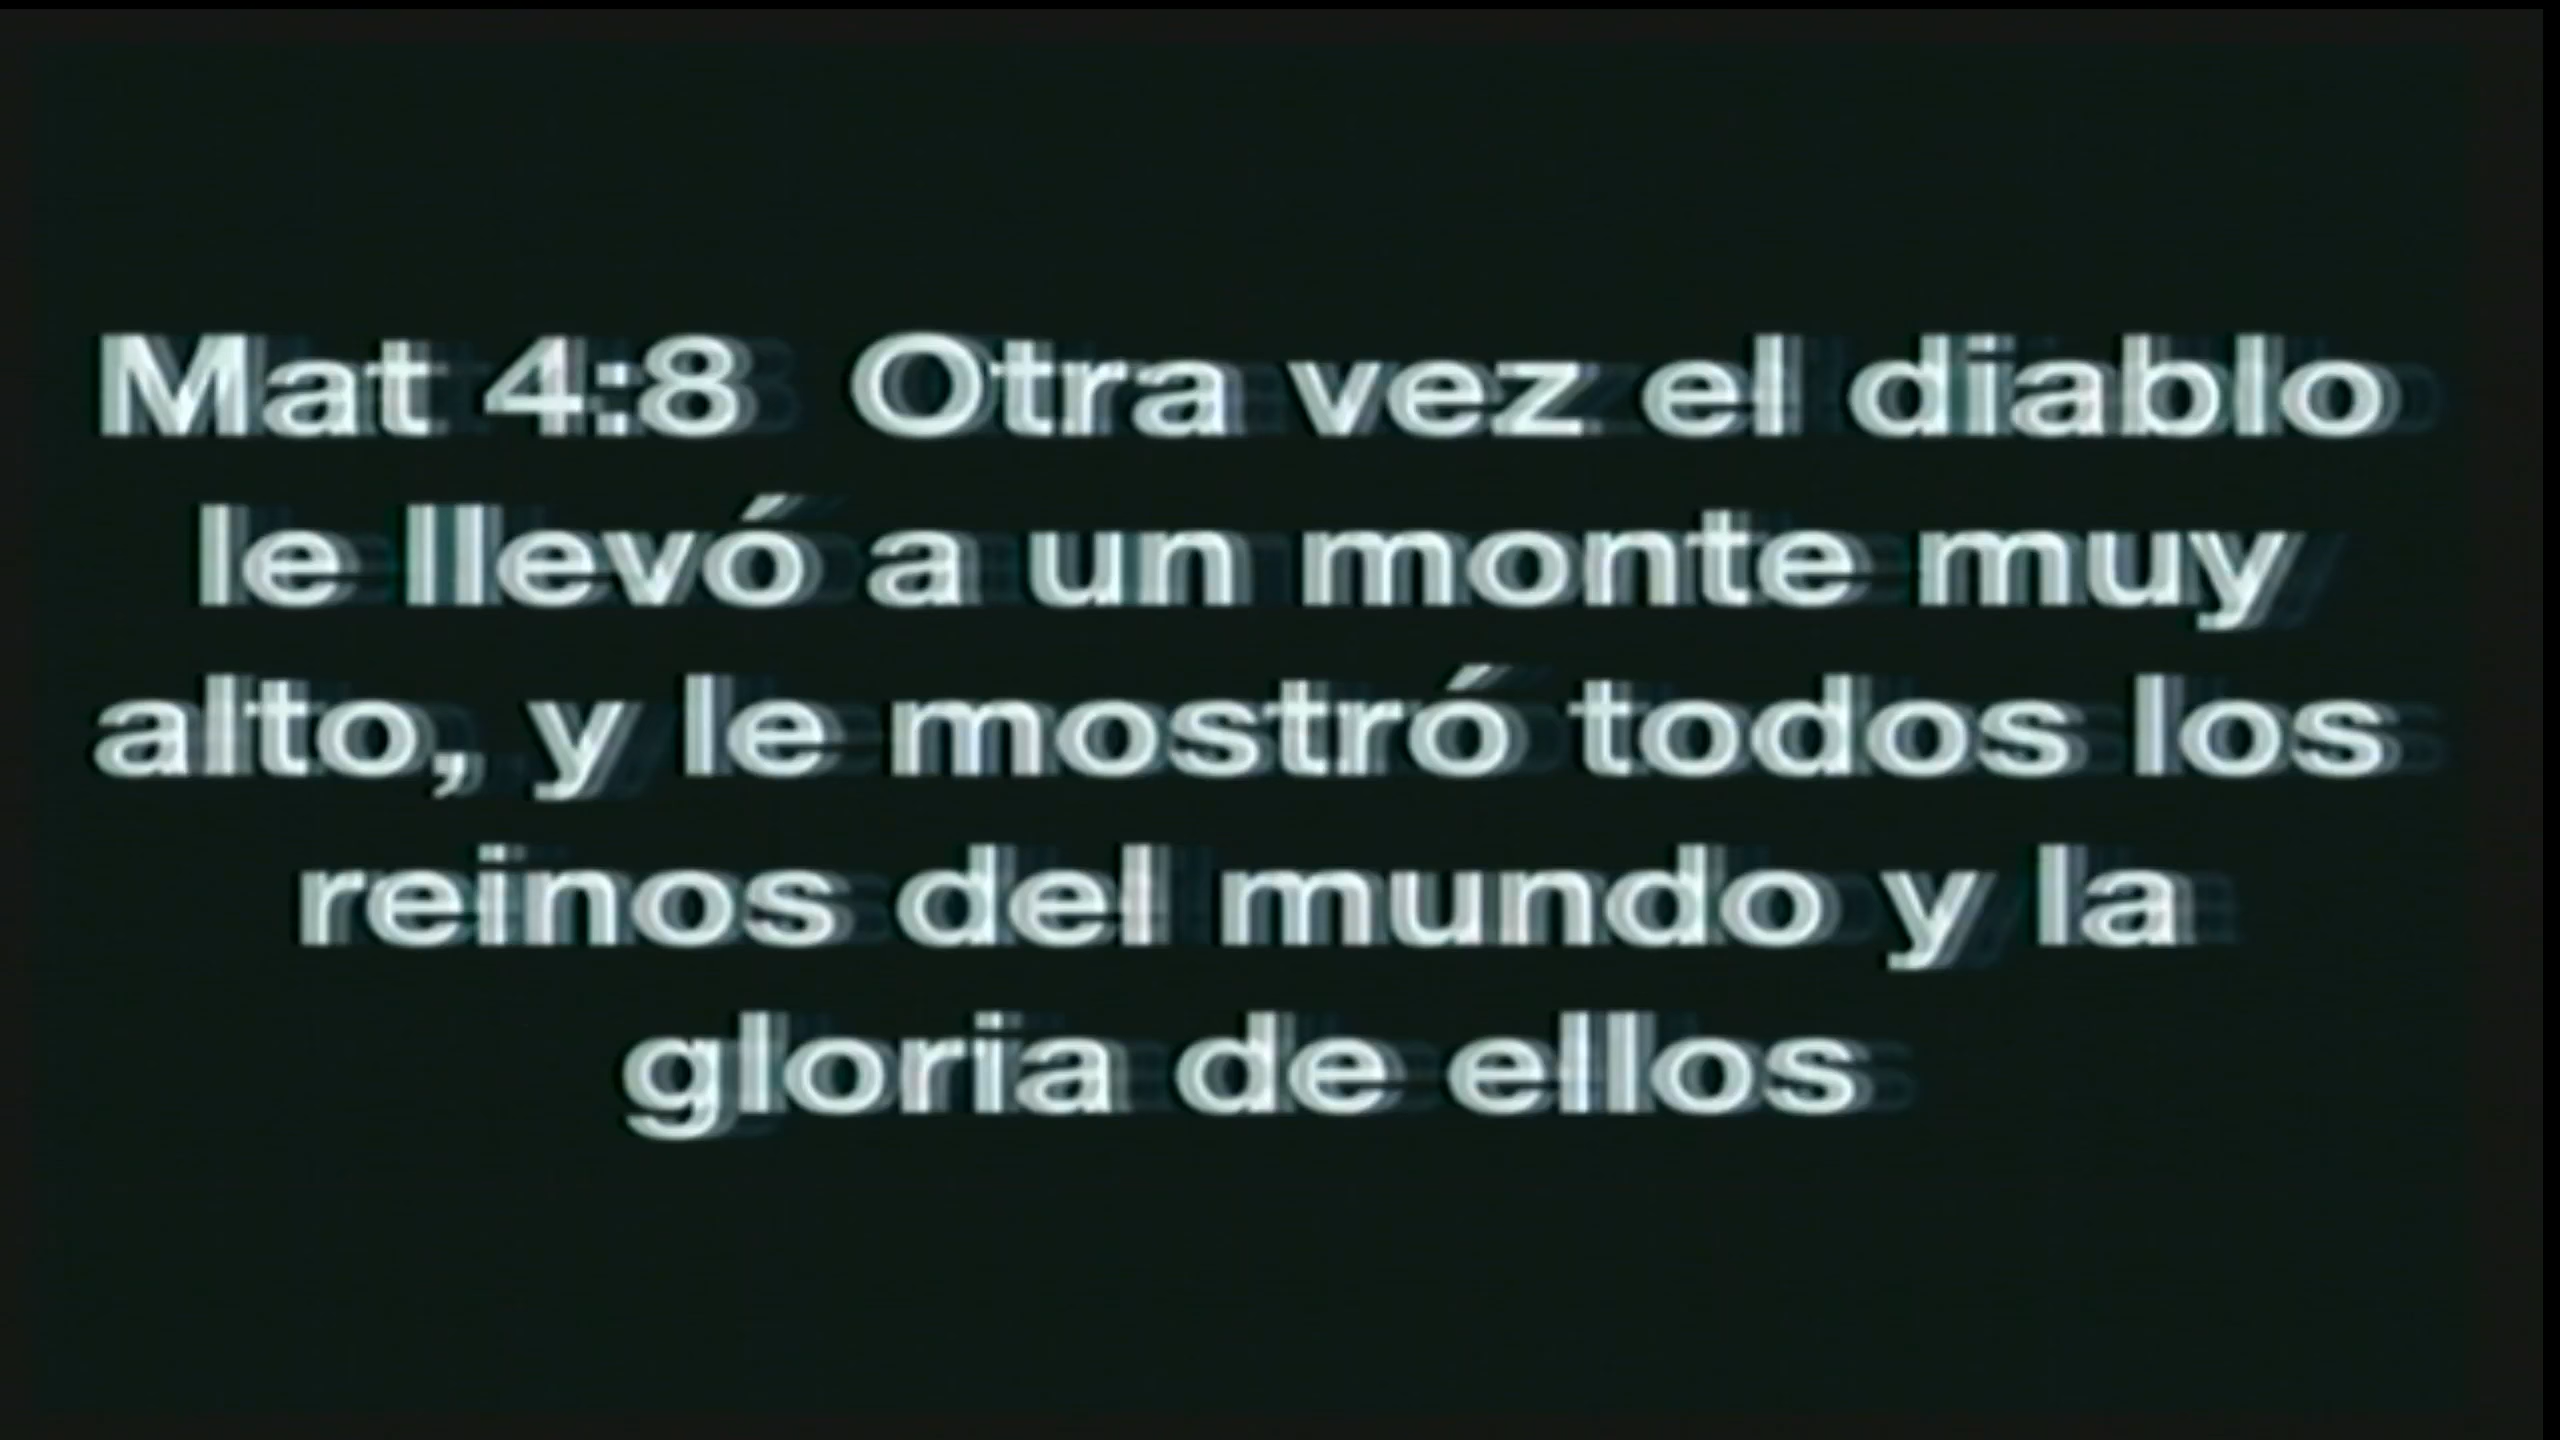 Mat 4:8  Otra vez el diablo
le llevó a un monte muy
alto, y le mostró todos los
reinos del mundo y la
gloria de ellos